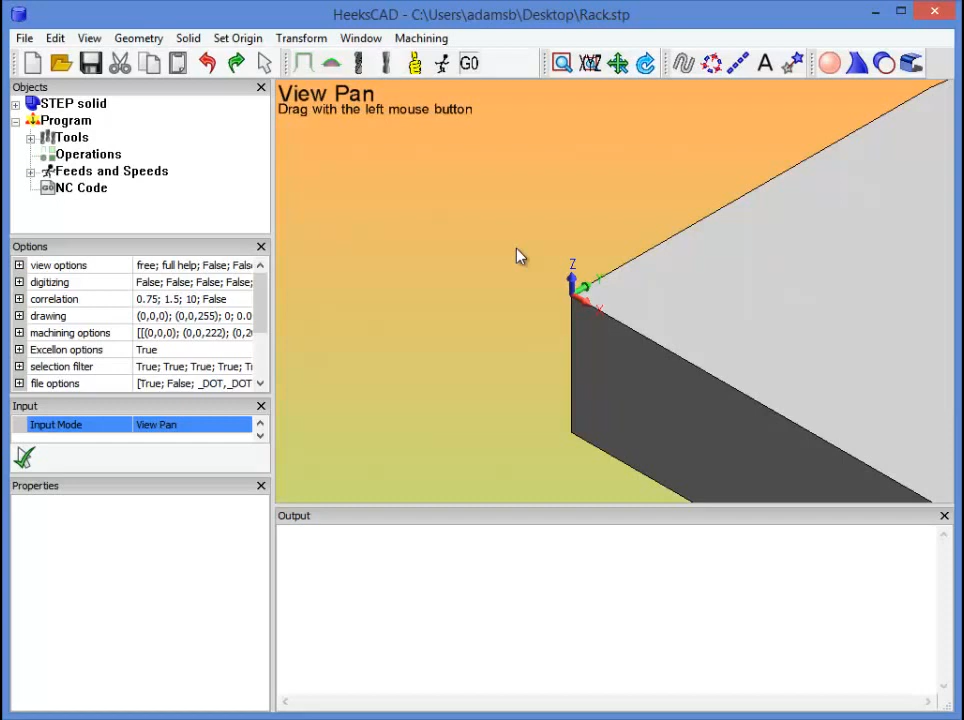 HeeksCAD - C:\Users\adamsb\Desktop\Rack.stp
File Edit View Geometry Solid Set Origin Transform Window Machining
G0 XYZ A
Objects
STEP solid
Program
Tools
Operations
Feeds and Speeds
G0 NC Code
Options
view options free; full help; False; Fals
digitizing False; False; False; False;
correlation 0.75; 1.5; 10; False
drawing (0,0,0); (0,0,255); 0; 0.0
machining options [[(0,0,0); (0,0,222); (0,20
Excellon options True
selection filter True; True; True; True; Tr
file options [True; False; _DOT,_DOT
Input
Input Mode View Pan
Properties
View Pan
Drag with the left mouse button
Z
Y
X
Output